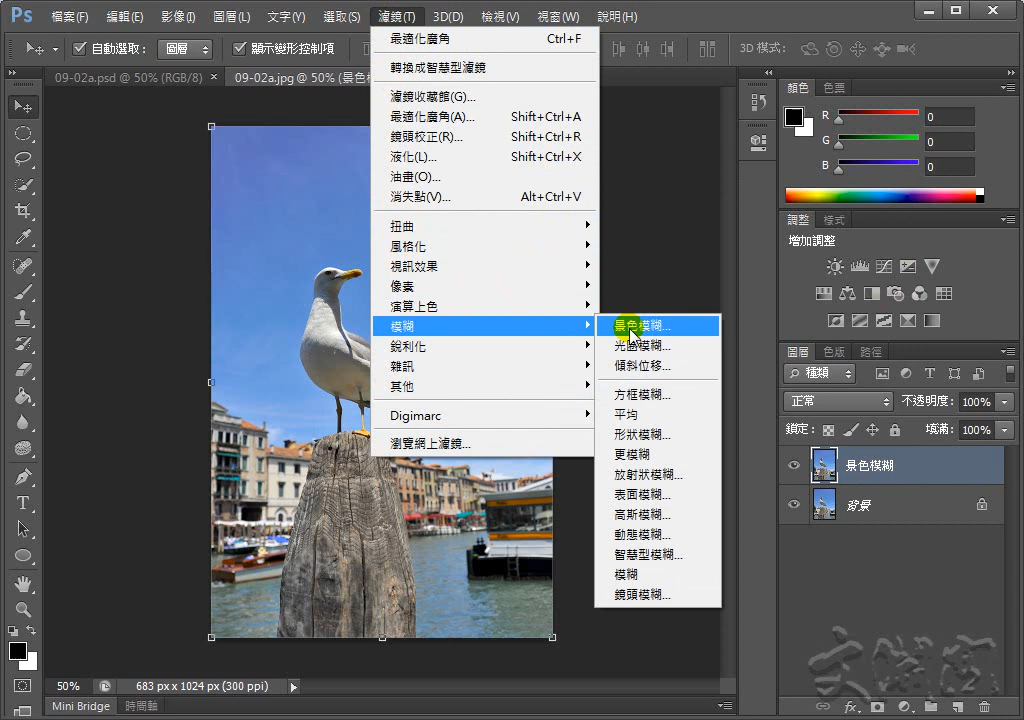 Ps 檔案(F) 編輯(E) 影像(I) 圖層(L) 文字(Y) 選取(S) 濾鏡(T) 3D(D) 檢視(V) 視窗(W) 說明(H)
自動選取： 圖層 顯示變形控制項 3D 模式：
09-02a.psd @ 50% (RGB/8) × 09-02a.jpg @ 50% (景色
最適化廣角 Ctrl+F
轉換成智慧型濾鏡
濾鏡收藏館(G)...
最適化廣角(A)... Shift+Ctrl+A
鏡頭校正(R)... Shift+Ctrl+R
液化(L)... Shift+Ctrl+X
油畫(O)...
消失點(V)... Alt+Ctrl+V
扭曲
風格化
視訊效果
像素
演算上色
模糊
銳利化
雜訊
其他
Digimarc
瀏覽網上濾鏡...
景色模糊...
光圈模糊...
傾斜位移...
方框模糊...
平均
形狀模糊...
更模糊
放射狀模糊...
表面模糊...
高斯模糊...
動態模糊...
智慧型模糊...
模糊
鏡頭模糊...
顏色 色票
R 0
G 0
B 0
調整 樣式
增加調整
圖層 色版 路徑
種類
正常 不透明度： 100%
鎖定： 填滿： 100%
景色模糊
背景
50% 683 px x 1024 px (300 ppi)
Mini Bridge 時間軸